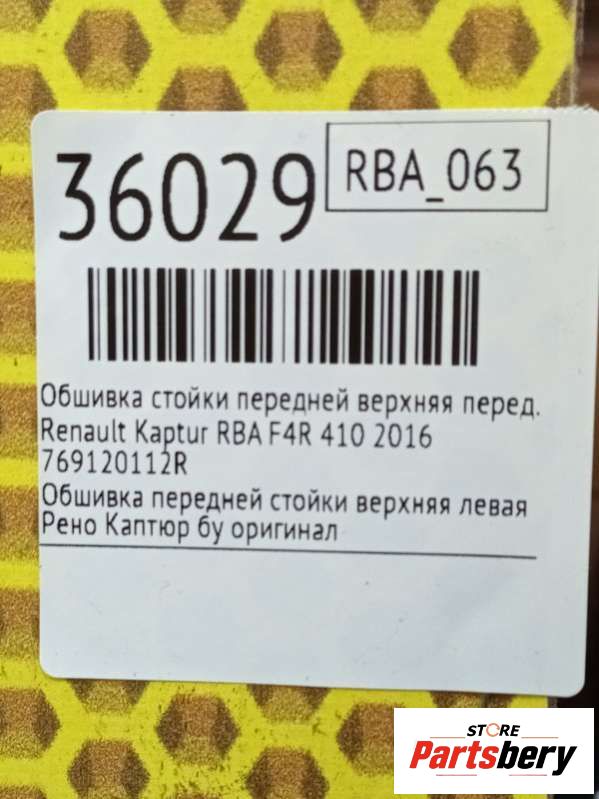 36029
RBA_063
Обшивка стойки передней верхняя перед.
Renault Kaptur RBA F4R 410 2016
769120112R
Обшивка передней стойки верхняя левая
Рено Каптюр бу оригинал
STORE
Partsbery